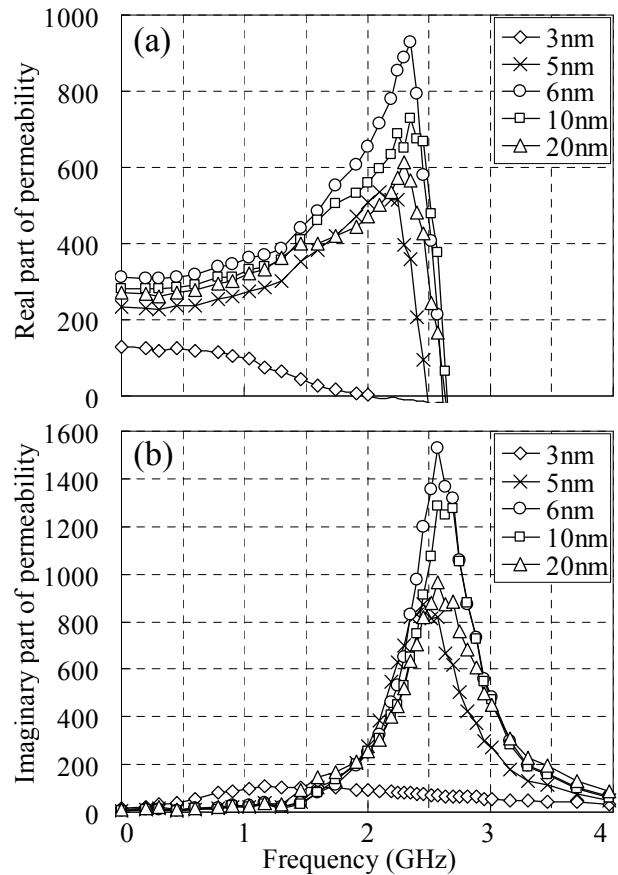 (a)
1000
800
600
400
200
0
Real part of permeability
3nm
5nm
6nm
10nm
20nm
(b)
1600
1400
1200
1000
800
600
400
200
0
Imaginary part of permeability
3nm
5nm
6nm
10nm
20nm
0 1 2 3 4
Frequency (GHz)